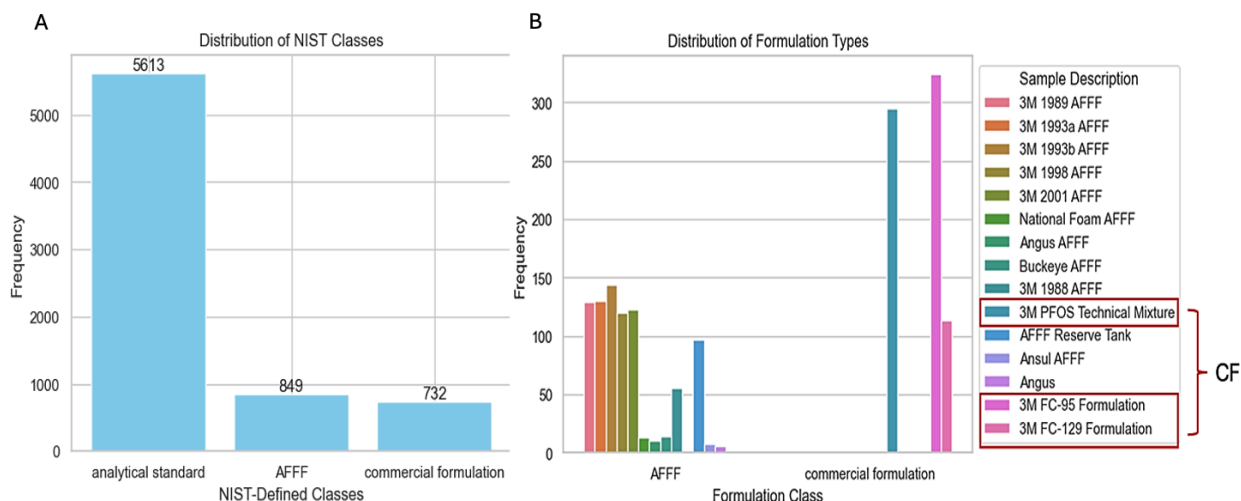 A
Distribution of NIST Classes
5613
849
732
5000
4000
3000
2000
1000
0
Frequency
analytical standard
AFFF
commercial formulation
NIST-Defined Classes
B
Distribution of Formulation Types
300
250
200
150
100
50
0
Frequency
AFFF
commercial formulation
Formulation Class
Sample Description
3M 1989 AFFF
3M 1993a AFFF
3M 1993b AFFF
3M 1998 AFFF
3M 2001 AFFF
National Foam AFFF
Angus AFFF
Buckeye AFFF
3M 1988 AFFF
3M PFOS Technical Mixture
AFFF Reserve Tank
Ansul AFFF
Angus
3M FC-95 Formulation
3M FC-129 Formulation
CF